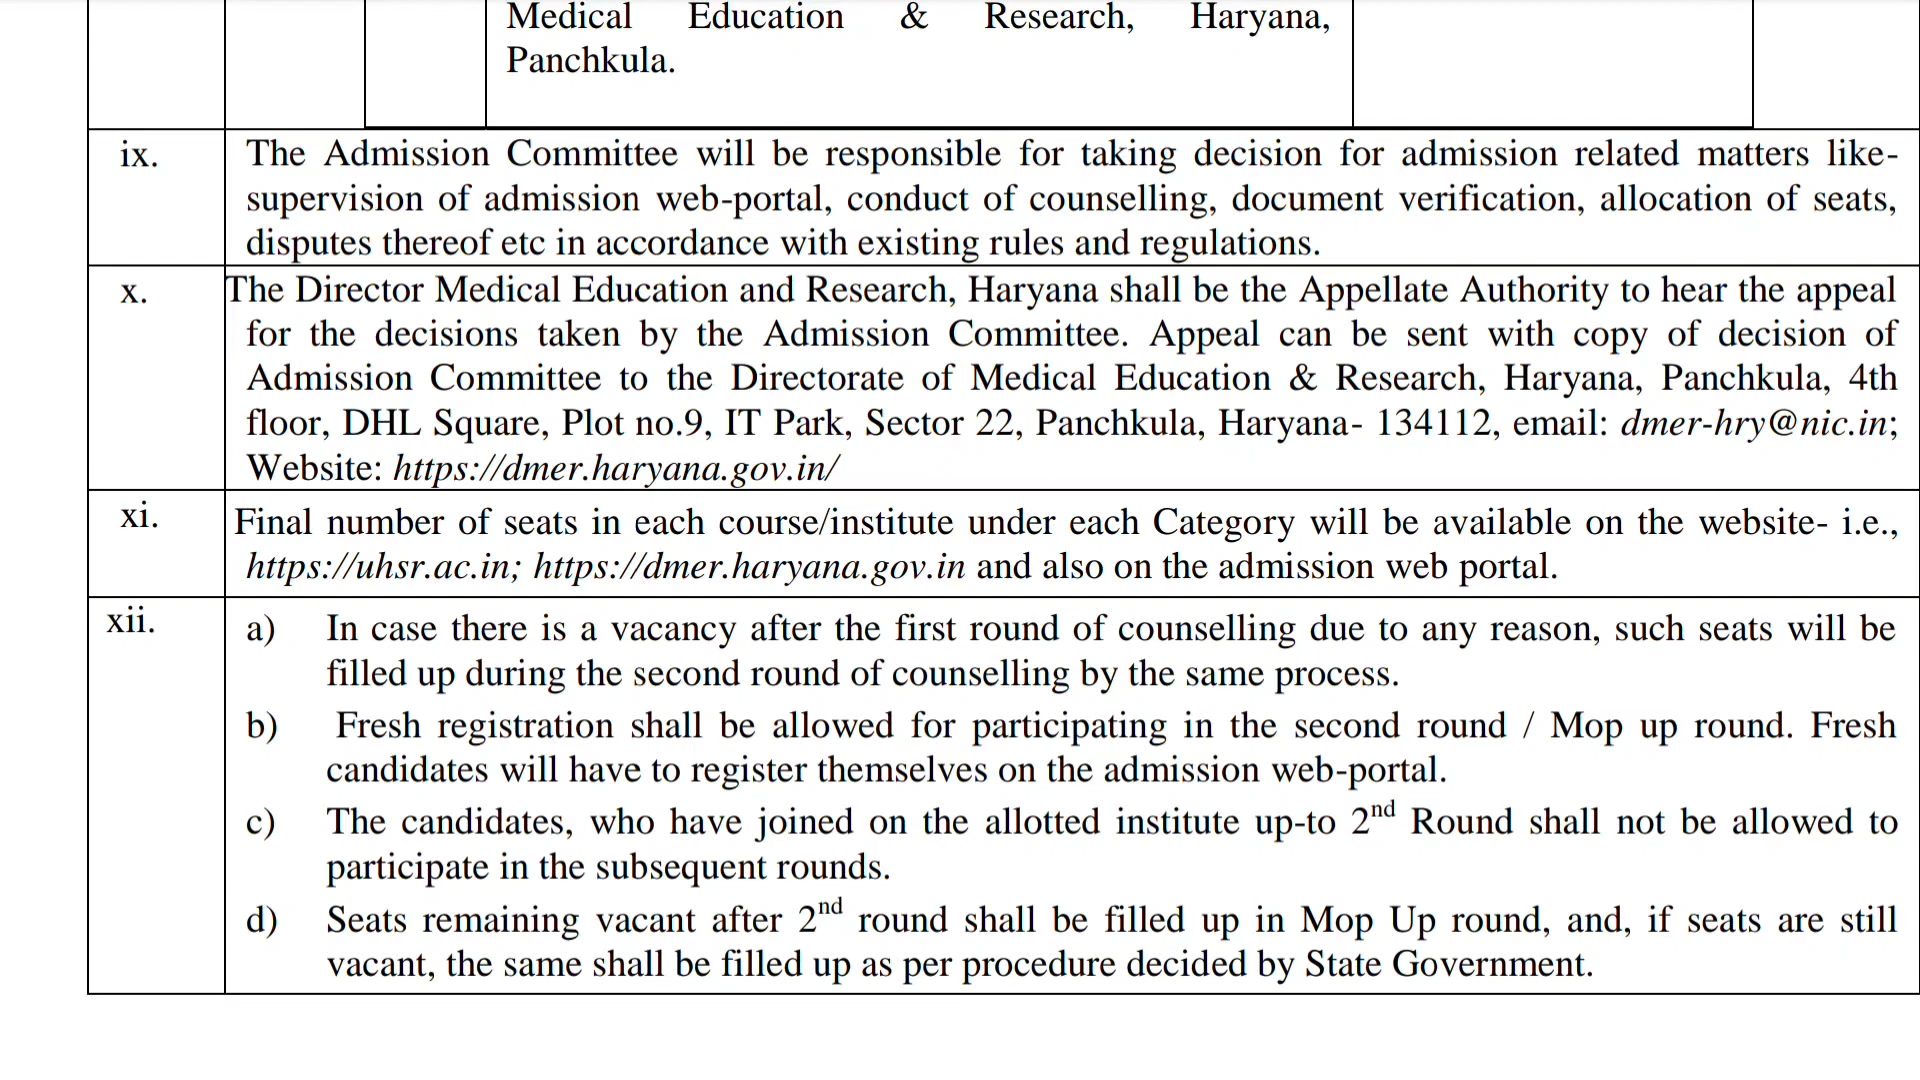 Medical Education & Research, Haryana,
Panchkula.
ix.
The Admission Committee will be responsible for taking decision for admission related matters like-
supervision of admission web-portal, conduct of counselling, document verification, allocation of seats,
disputes thereof etc in accordance with existing rules and regulations.
x.
The Director Medical Education and Research, Haryana shall be the Appellate Authority to hear the appeal
for the decisions taken by the Admission Committee. Appeal can be sent with copy of decision of
Admission Committee to the Directorate of Medical Education & Research, Haryana, Panchkula, 4th
floor, DHL Square, Plot no.9, IT Park, Sector 22, Panchkula, Haryana- 134112, email: dmer-hry@nic.in;
Website: https://dmer.haryana.gov.in/
xi.
Final number of seats in each course/institute under each Category will be available on the website- i.e.,
https://uhsr.ac.in; https://dmer.haryana.gov.in and also on the admission web portal.
xii.
a) In case there is a vacancy after the first round of counselling due to any reason, such seats will be
filled up during the second round of counselling by the same process.
b) Fresh registration shall be allowed for participating in the second round / Mop up round. Fresh
candidates will have to register themselves on the admission web-portal.
c) The candidates, who have joined on the allotted institute up-to 2nd Round shall not be allowed to
participate in the subsequent rounds.
d) Seats remaining vacant after 2nd round shall be filled up in Mop Up round, and, if seats are still
vacant, the same shall be filled up as per procedure decided by State Government.